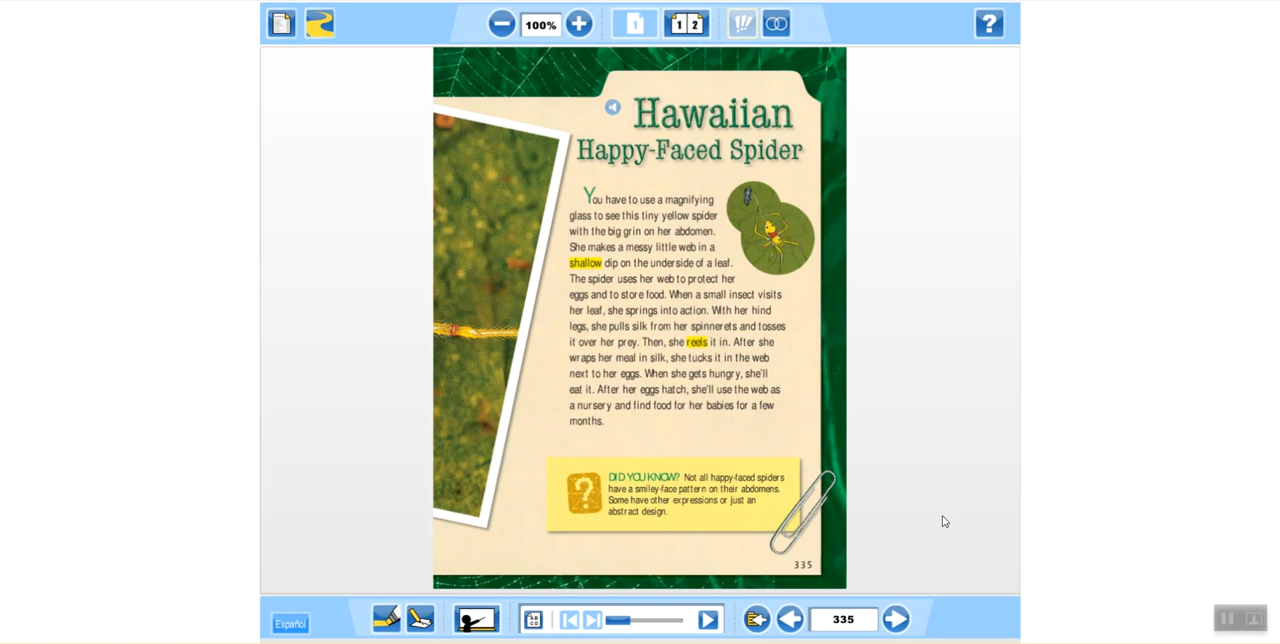 100%
1
1 2
?
Hawaiian
Happy-Faced Spider
You have to use a magnifying
glass to see this tiny yellow spider
with the big grin on her abdomen.
She makes a messy little web in a
shallow dip on the underside of a leaf.
The spider uses her web to protect her
eggs and to store food. When a small insect visits
her leaf, she springs into action. With her hind
legs, she pulls silk from her spinnerets and tosses
it over her prey. Then, she reels it in. After she
wraps her meal in silk, she tucks it in the web
next to her eggs. When she gets hungry, she'll
eat it. After her eggs hatch, she'll use the web as
a nursery and find food for her babies for a few
months.
?
DID YOU KNOW? Not all happy-faced spiders
have a smiley-face pattern on their abdomens.
Some have other expressions or just an
abstract design.
335
Español
335